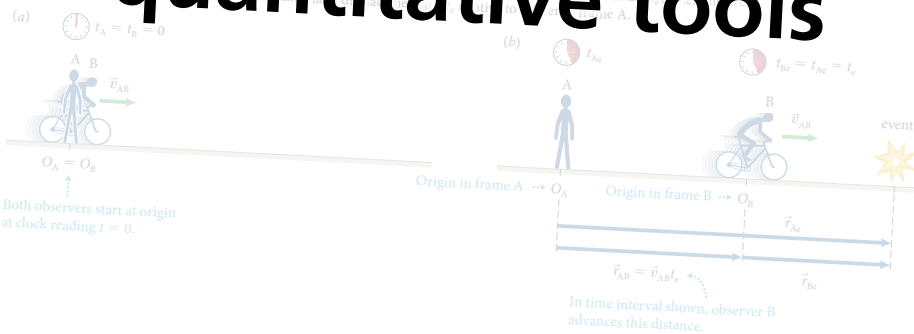 quantitative tools
(a)
t_A = t_B = 0
A B
v⃗_AB
O_A = O_B
Both observers start at origin
at clock reading t = 0.
(b)
t_Ae
t_Be = t_Ae = t_e
A
B
v⃗_AB
event
Origin in frame A
O_A
Origin in frame B
O_B
r⃗_Ae
r⃗_AB = v⃗_AB t_e
r⃗_Be
In time interval shown, observer B
advances this distance.